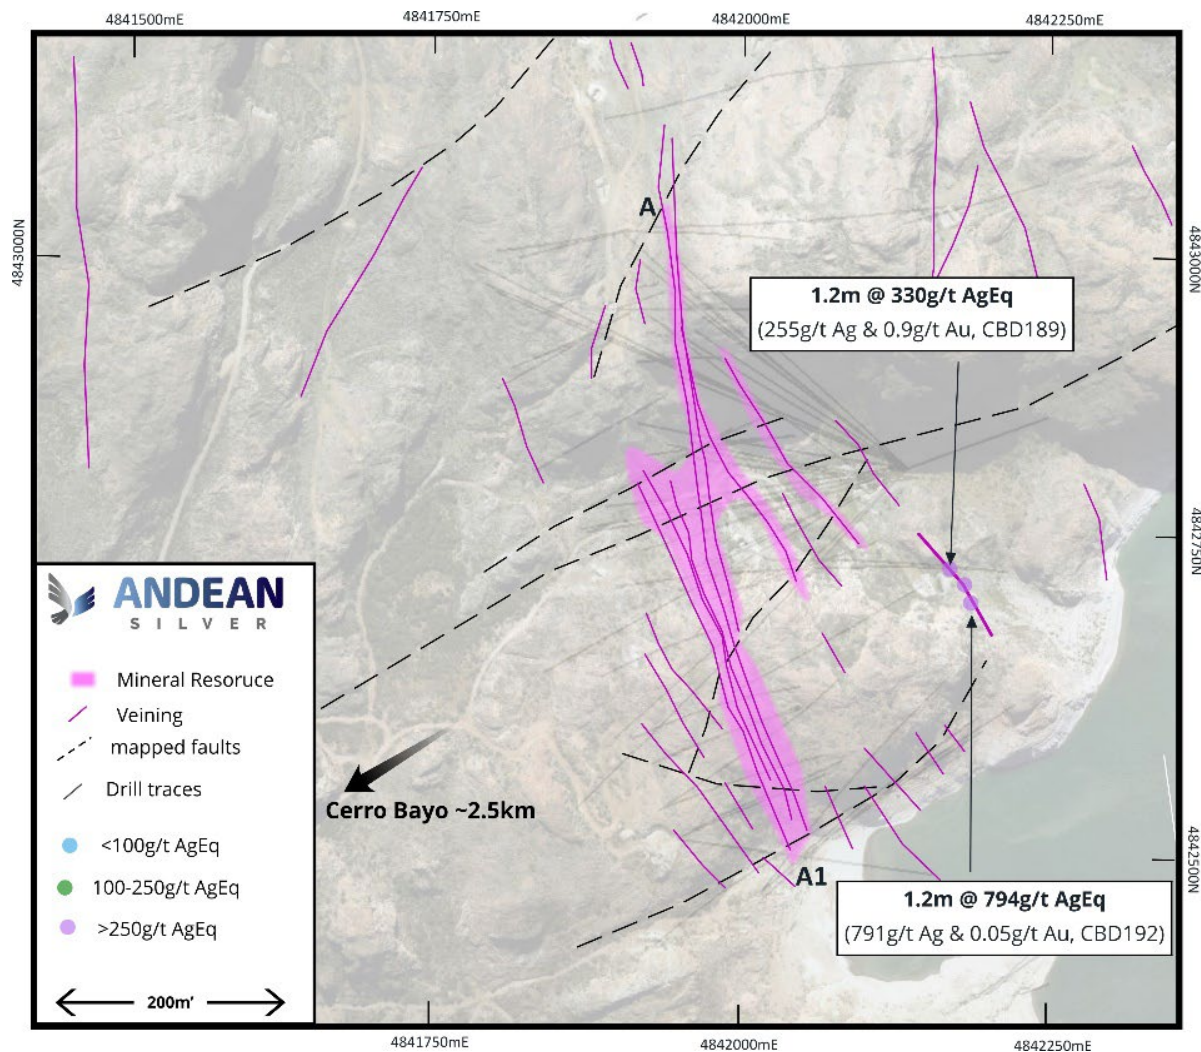 4841500mE
4841750mE
4842000mE
4842250mE
4843000N
4843000N
A
1.2m @ 330g/t AgEq
(255g/t Ag & 0.9g/t Au, CBD189)
4842750N
ANDEAN
SILVER
Mineral Resoruce
Veining
mapped faults
Drill traces
<100g/t AgEq
100-250g/t AgEq
>250g/t AgEq
200m'
Cerro Bayo ~2.5km
A1
4842500N
1.2m @ 794g/t AgEq
(791g/t Ag & 0.05g/t Au, CBD192)
4841750mE
4842000mE
4842250mE